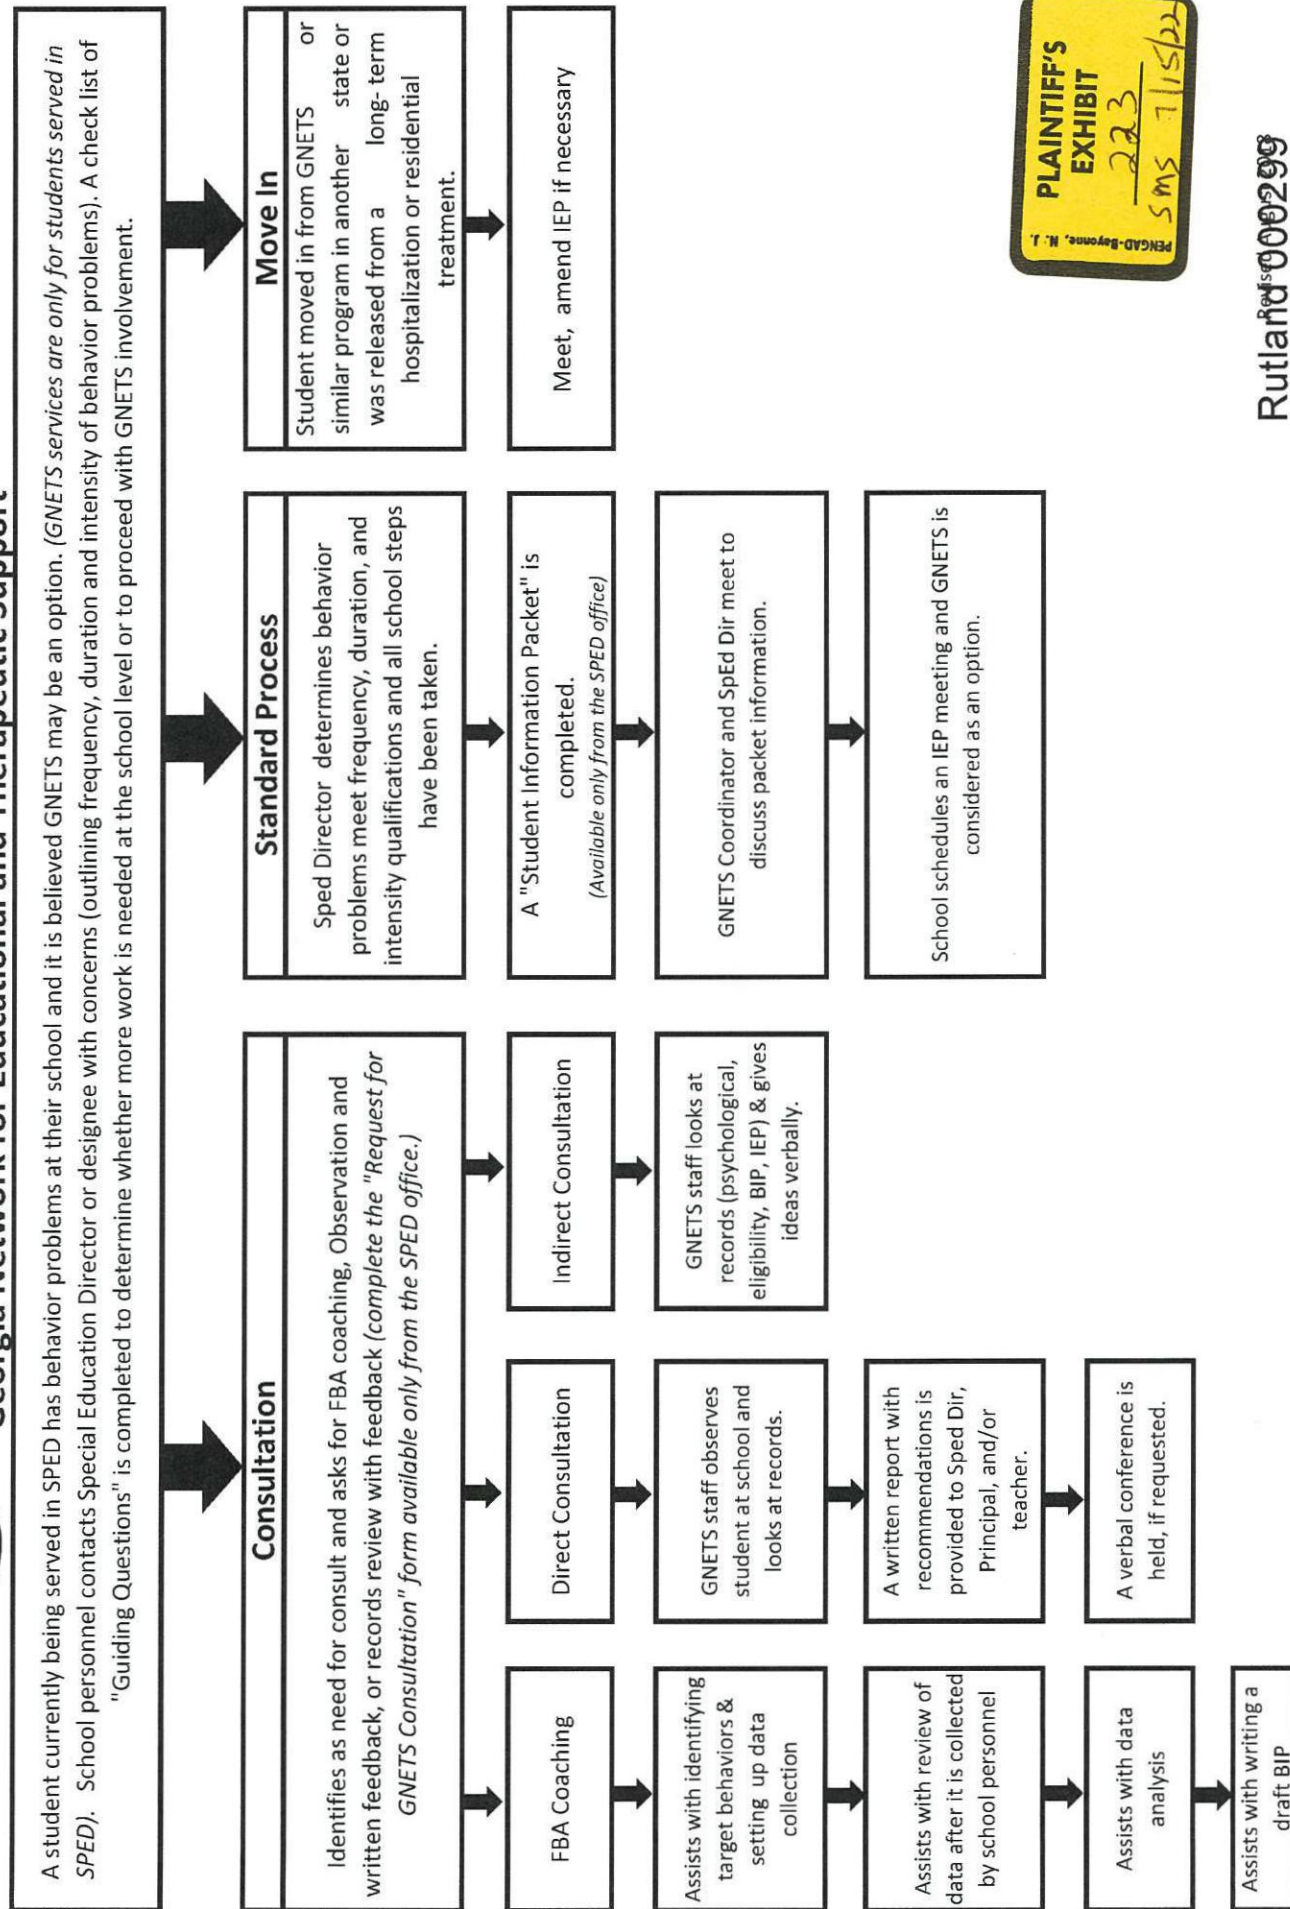 Georgia Network for Educational and Therapeutic Support
A student currently being served in SPED has behavior problems at their school and it is believed GNETS may be an option. (GNETS services are only for students served in
SPED). School personnel contacts Special Education Director or designee with concerns (outlining frequency, duration and intensity of behavior problems). A check list of
"Guiding Questions" is completed to determine whether more work is needed at the school level or to proceed with GNETS involvement.
Consultation
Identifies as need for consult and asks for FBA coaching, Observation and
written feedback, or records review with feedback (complete the "Request for
GNETS Consultation" form available only from the SPED office.)
FBA Coaching
Assists with identifying
target behaviors &
setting up data
collection
Assists with review of
data after it is collected
by school personnel
Assists with data
analysis
Assists with writing a
draft BIP
Direct Consultation
GNETS staff observes
student at school and
looks at records.
A written report with
recommendations is
provided to Sped Dir,
Principal, and/or
teacher.
A verbal conference is
held, if requested.
Indirect Consultation
GNETS staff looks at
records (psychological,
eligibility, BIP, IEP) & gives
ideas verbally.
Standard Process
Sped Director determines behavior
problems meet frequency, duration, and
intensity qualifications and all school steps
have been taken.
A "Student Information Packet" is
completed.
(Available only from the SPED office)
GNETS Coordinator and SpEd Dir meet to
discuss packet information.
School schedules an IEP meeting and GNETS is
considered as an option.
Move In
Student moved in from GNETS or
similar program in another state or
was released from a long- term
hospitalization or residential
treatment.
Meet, amend IEP if necessary
PENGAD-Bayonne, N. J.
PLAINTIFF'S
EXHIBIT
223
sms 7/15/22
Revised
Rutland 000299